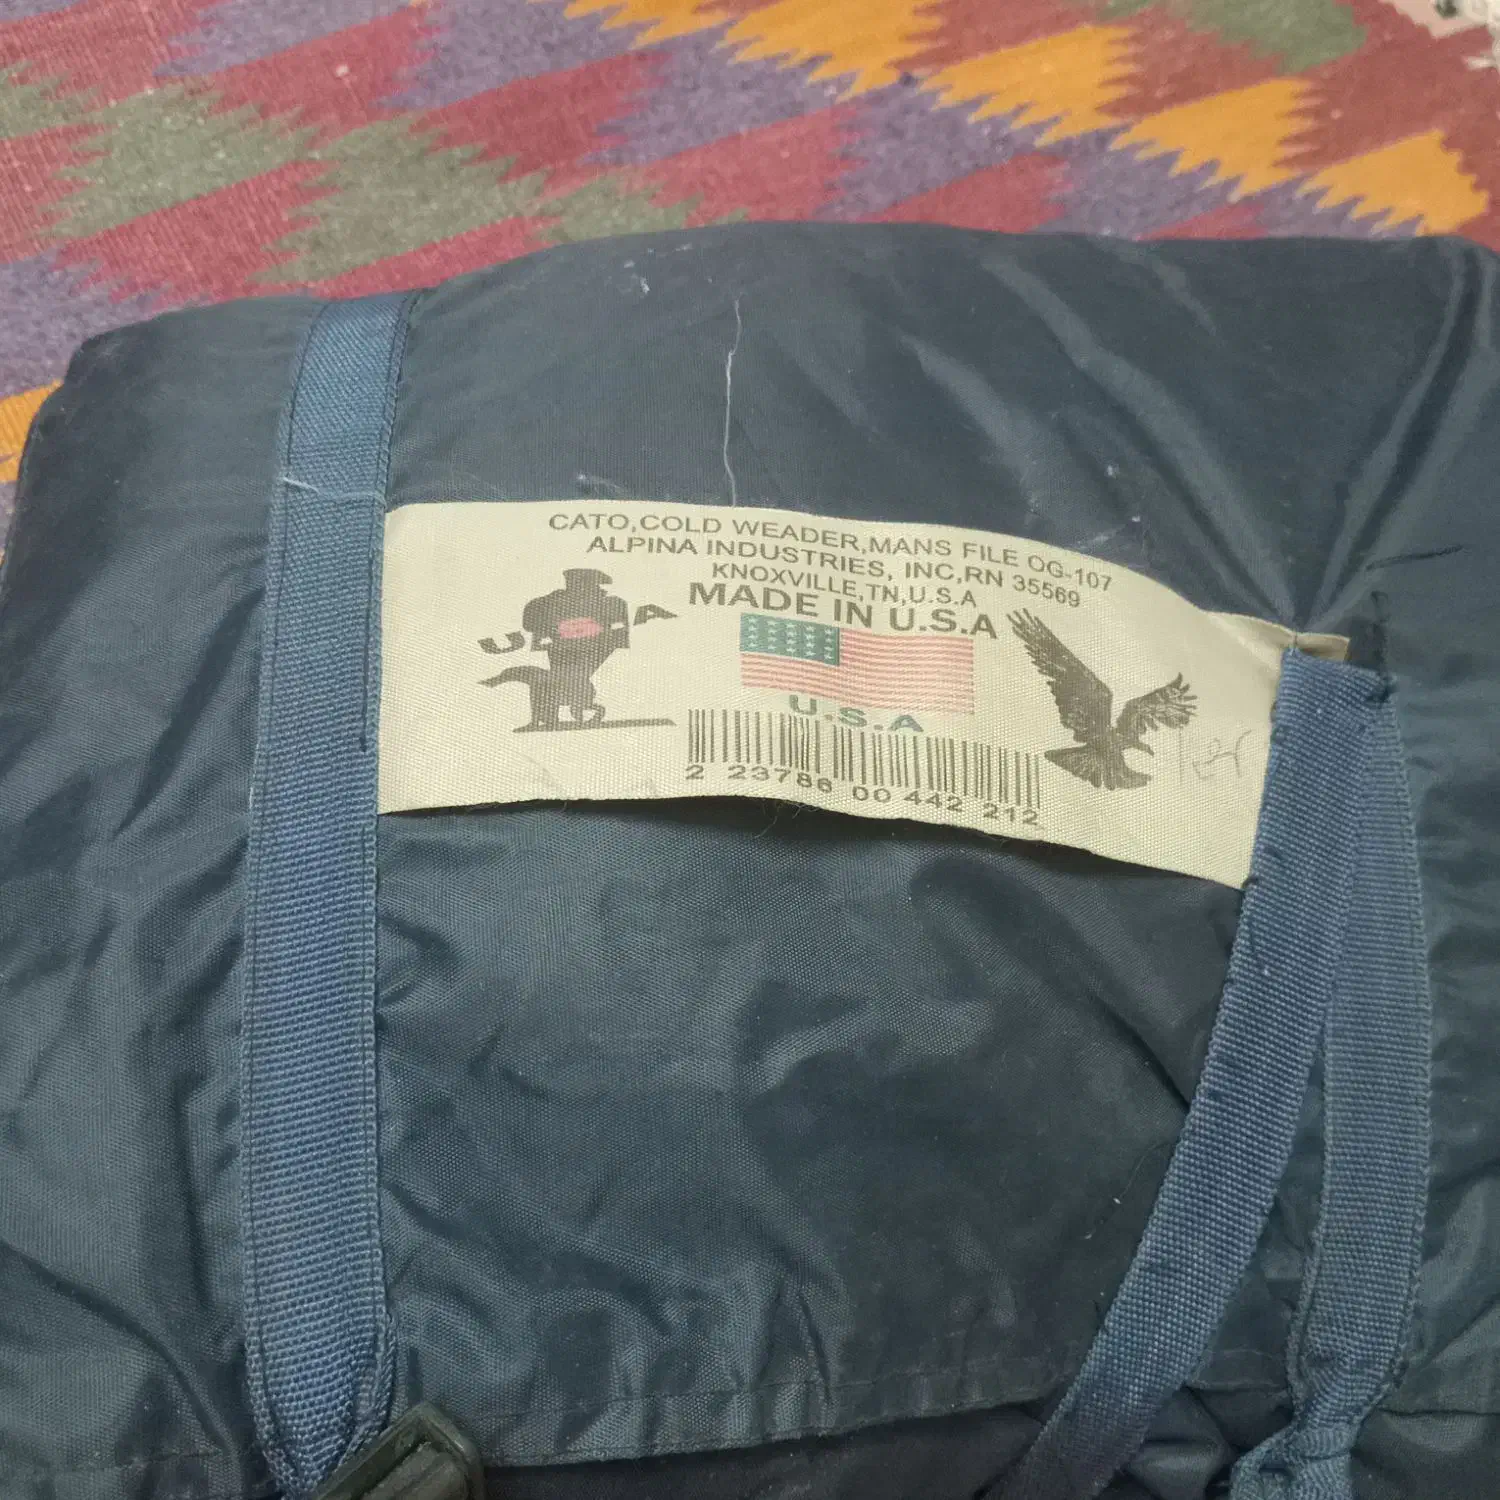 CATO,COLD WEADER,MANS FILE OG-107
ALPINA INDUSTRIES, INC,RN 35569
KNOXVILLE,TN,U.S.A
MADE IN U.S.A
U S A
U.S.A
2 23786 00 442 212